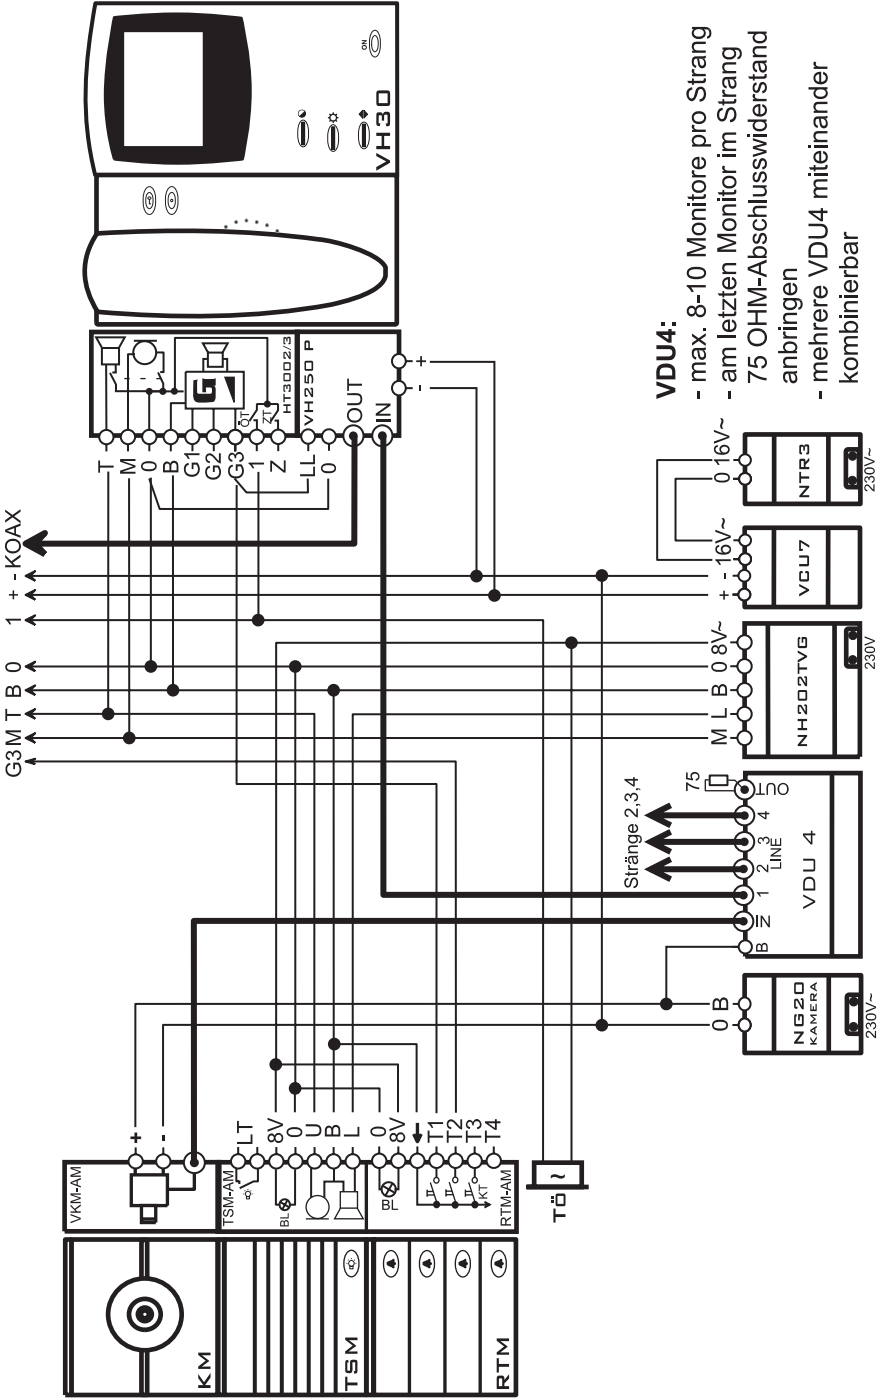 VDU4:
- max. 8-10 Monitore pro Strang
- am letzten Monitor im Strang
75 OHM-Abschlusswiderstand
anbringen
- mehrere VDU4 miteinander
kombinierbar
ON
VH30
HT3002/3
VH250 P
ÖT
ZT
T
M
0
B
G1
G2
G3
1
Z
LL
0
OUT
IN
-
+
G3 M T B 0 1 + - KOAX
NTR3
0 16V~
230V~
VCU7
+ - 16V~
NH202TVG
M L B 0 8V~
230V
VDU 4
B
IN
1
2
3
4
LINE
OUT
75
Stränge 2,3,4
NG20
KAMERA
0 B
230V~
VKM-AM
+
-
TSM-AM
LT
8V
0
U
B
L
BL
RTM-AM
0
8V
T1
T2
T3
T4
BL
KT
KM
TSM
RTM
TÖ
~